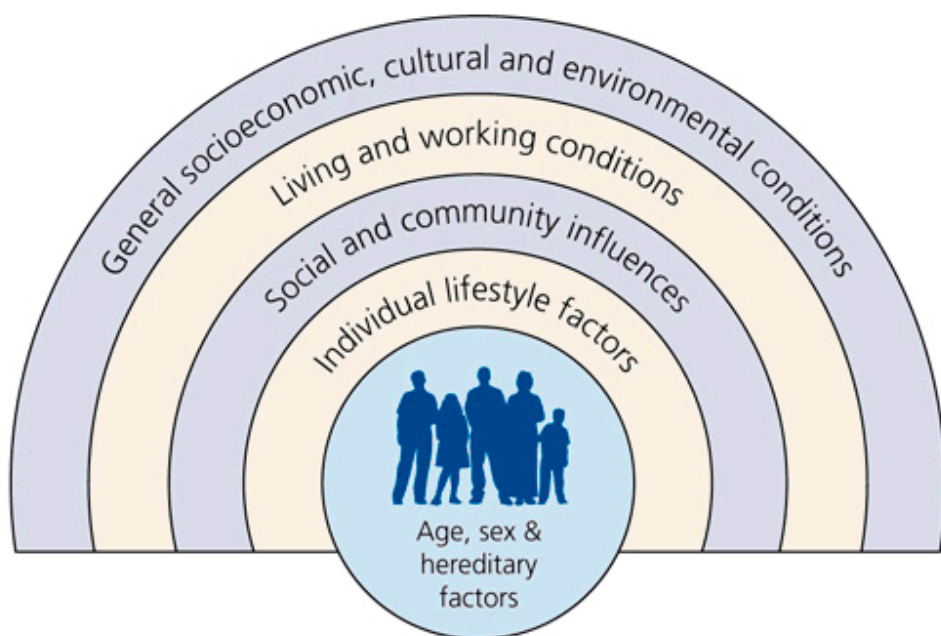 General socioeconomic, cultural and environmental conditions
Living and working conditions
Social and community influences
Individual lifestyle factors
Age, sex &
hereditary
factors